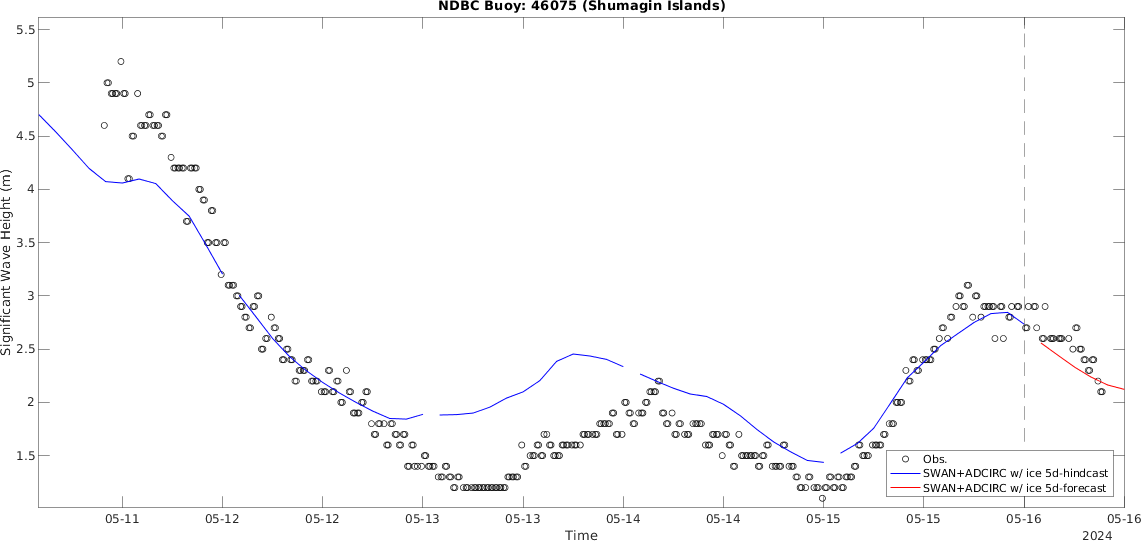 NDBC Buoy: 46075 (Shumagin Islands)
Significant Wave Height (m)
5.5
5
4.5
4
3.5
3
2.5
2
1.5
Obs.
SWAN+ADCIRC w/ ice 5d-hindcast
SWAN+ADCIRC w/ ice 5d-forecast
05-11 05-12 05-12 05-13 05-13 05-14 05-14 05-15 05-15 05-16 05-16
Time
2024